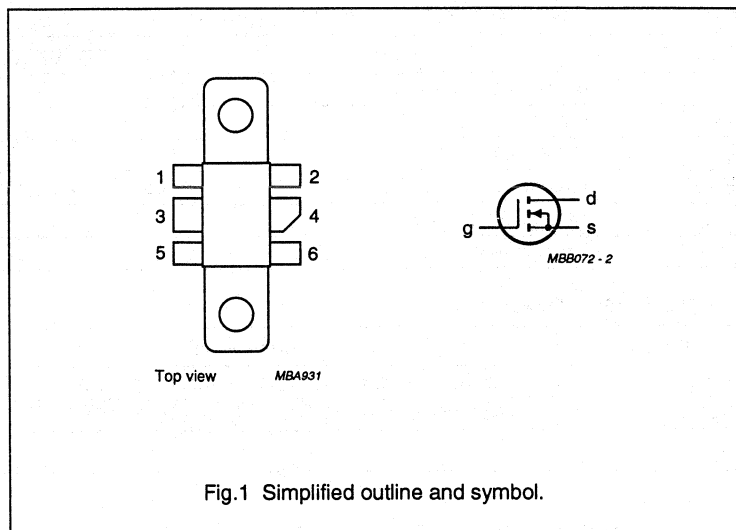 1 2
3 4
5 6
Top view MBA931
g d
s
MBB072 - 2
Fig.1 Simplified outline and symbol.